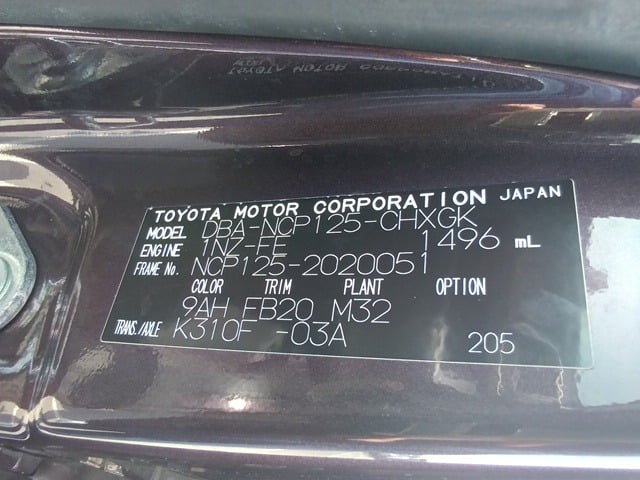 TOYOTA MOTOR CORPORATION JAPAN
MODEL DBA-NCP125-CHXGK
ENGINE 1NZ-FE 1496 mL
FRAME No. NCP125-2020051
COLOR TRIM PLANT OPTION
9AH FB20 M32
TRANS./AXLE K310F -03A
205